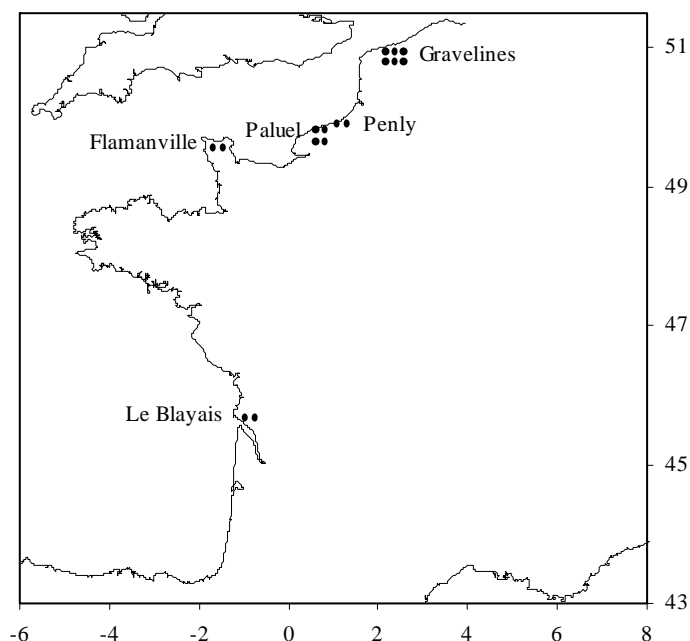 51
Gravelines
Paluel
Penly
Flamanville
49
47
Le Blayais
45
43
-6 -4 -2 0 2 4 6 8